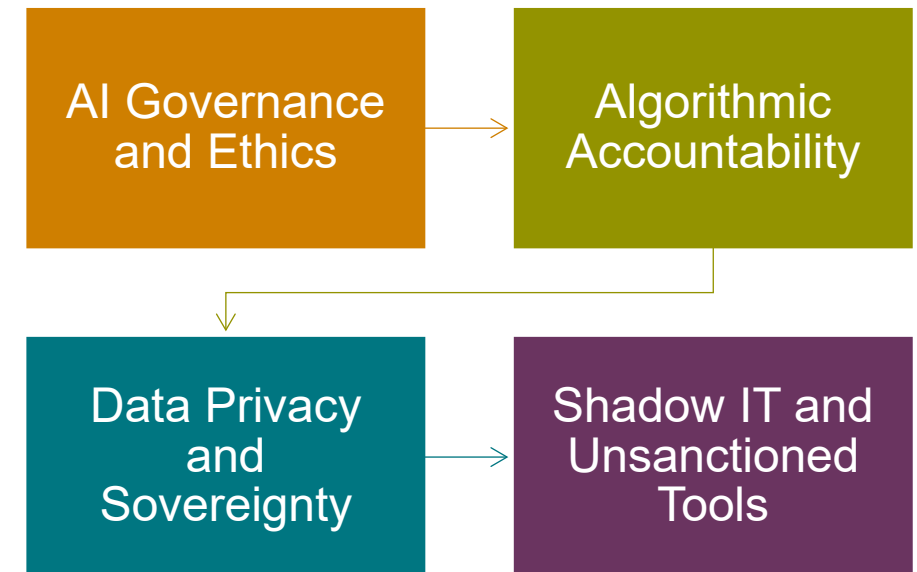 AI Governance
and Ethics
Algorithmic
Accountability
Data Privacy
and
Sovereignty
Shadow IT and
Unsanctioned
Tools